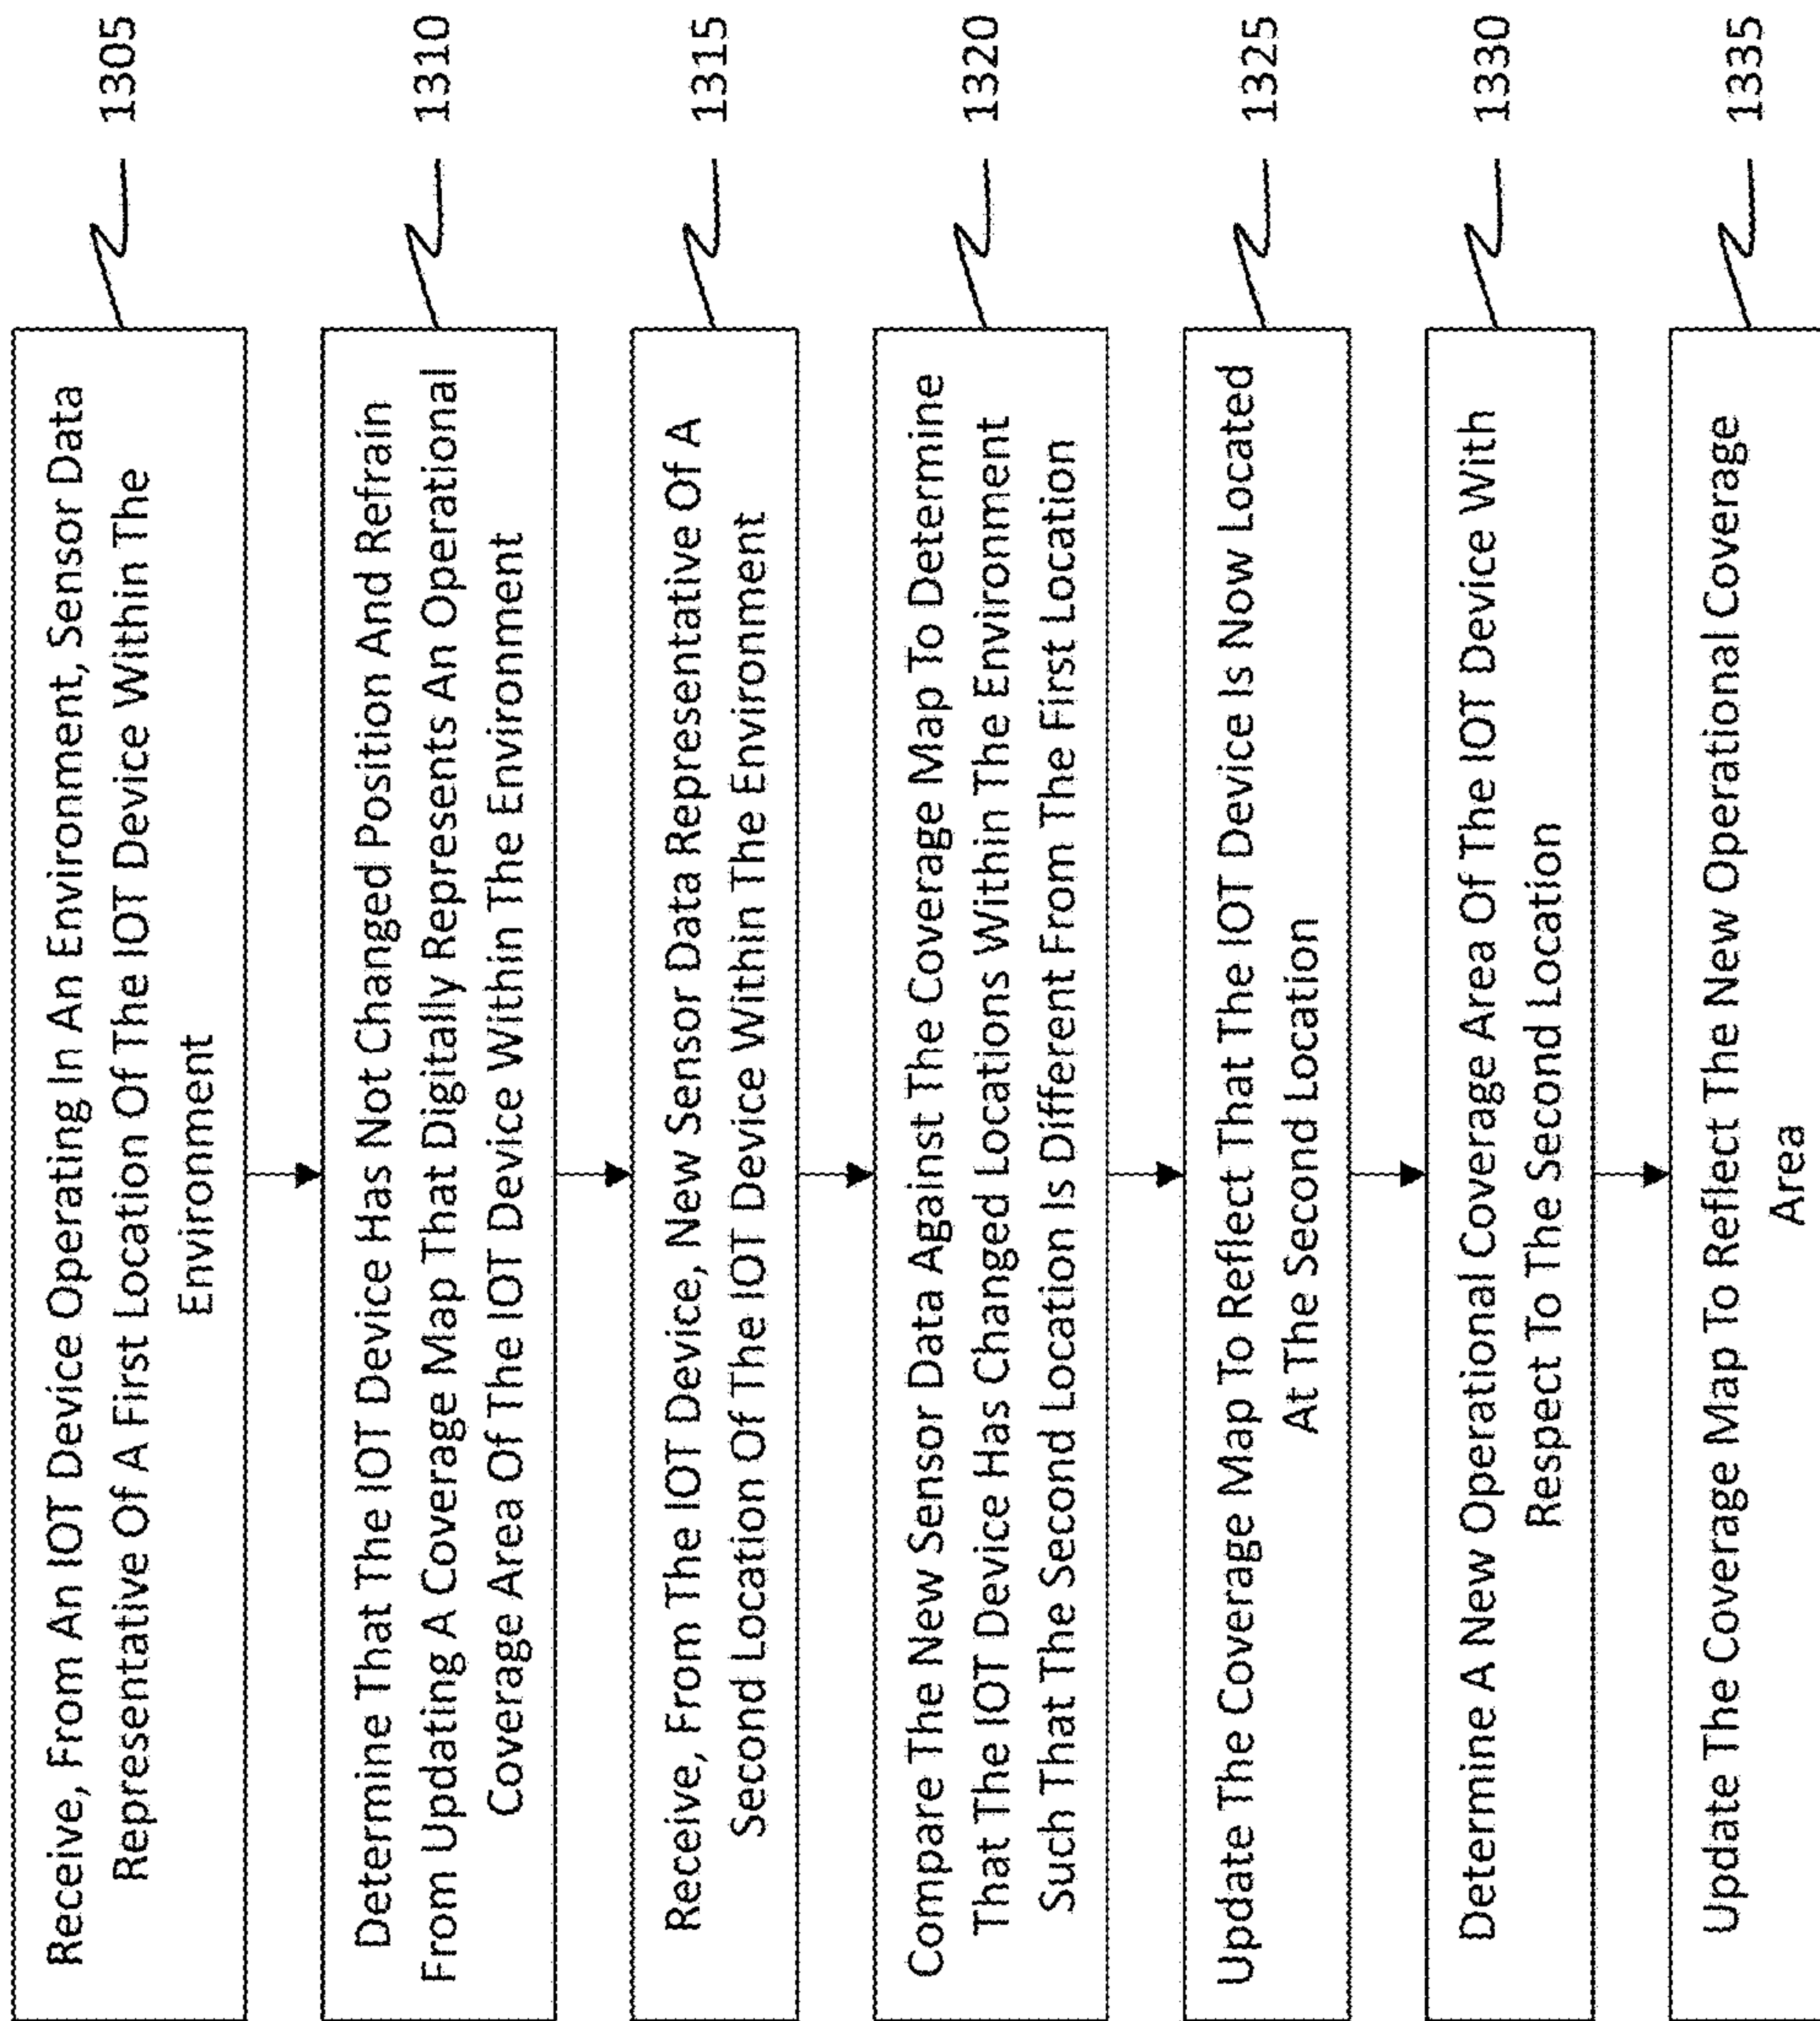 Receive, From An IOT Device Operating In An Environment, Sensor Data
Representative Of A First Location Of The IOT Device Within The
Environment
1305
Determine That The IOT Device Has Not Changed Position And Refrain
From Updating A Coverage Map That Digitally Represents An Operational
Coverage Area Of The IOT Device Within The Environment
1310
Receive, From The IOT Device, New Sensor Data Representative Of A
Second Location Of The IOT Device Within The Environment
1315
Compare The New Sensor Data Against The Coverage Map To Determine
That The IOT Device Has Changed Locations Within The Environment
Such That The Second Location Is Different From The First Location
1320
Update The Coverage Map To Reflect That The IOT Device Is Now Located
At The Second Location
1325
Determine A New Operational Coverage Area Of The IOT Device With
Respect To The Second Location
1330
Update The Coverage Map To Reflect The New Operational Coverage
Area
1335